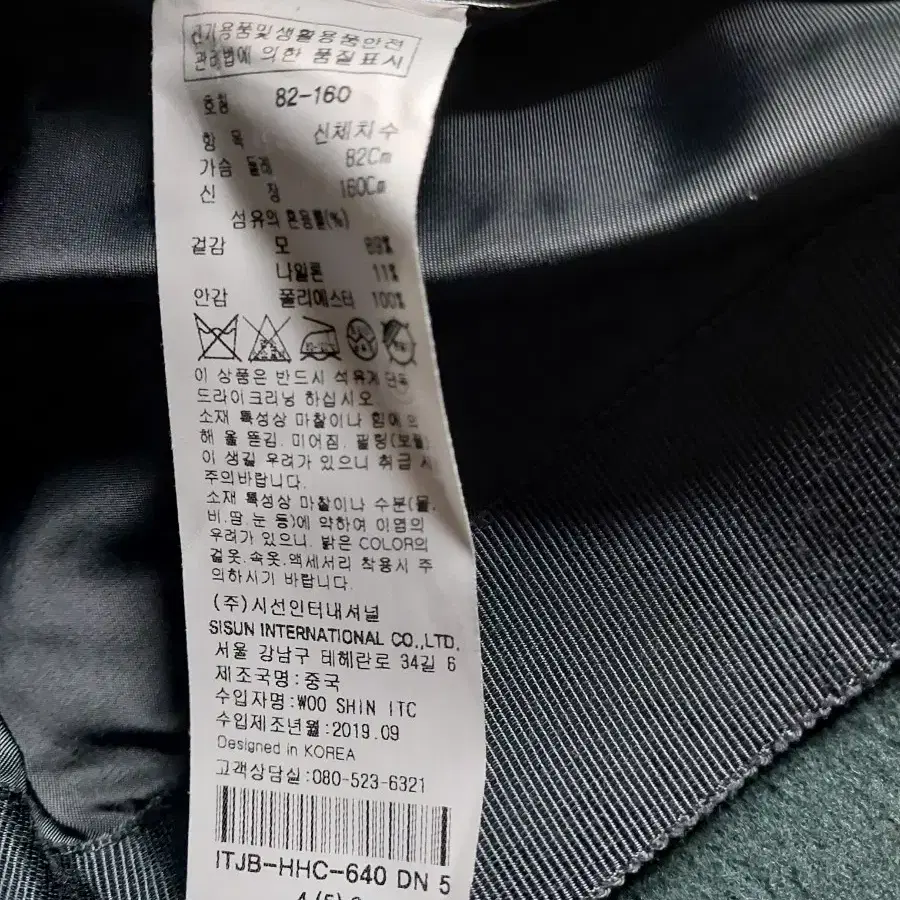 전기용품및생활용품안전
관리법에 의한 품질표시
호칭 82-160
항 목 신체치수
가슴 둘레 82Cm
신 장 160Cm
섬유의 혼용률(%)
겉감 모 89%
나일론 11%
안감 폴리에스터 100%
이 상품은 반드시 석유계 단독
드라이크리닝 하십시오
소재 특성상 마찰이나 힘에 의
해 올 뜯김, 미어짐, 필링(보풀)
이 생길 우려가 있으니 취급 시
주의바랍니다.
소재 특성상 마찰이나 수분(물,
비,땀,눈 등)에 약하여 이염의
우려가 있으니, 밝은 COLOR의
겉옷,속옷,액세서리 착용시 주
의하시기 바랍니다.
(주)시선인터내셔널
SISUN INTERNATIONAL CO.,LTD.
서울 강남구 테헤란로 34길 6
제조국명:중국
수입자명:WOO SHIN ITC
수입제조년월:2019.09
Designed in KOREA
고객상담실:080-523-6321
ITJB-HHC-640 DN 5